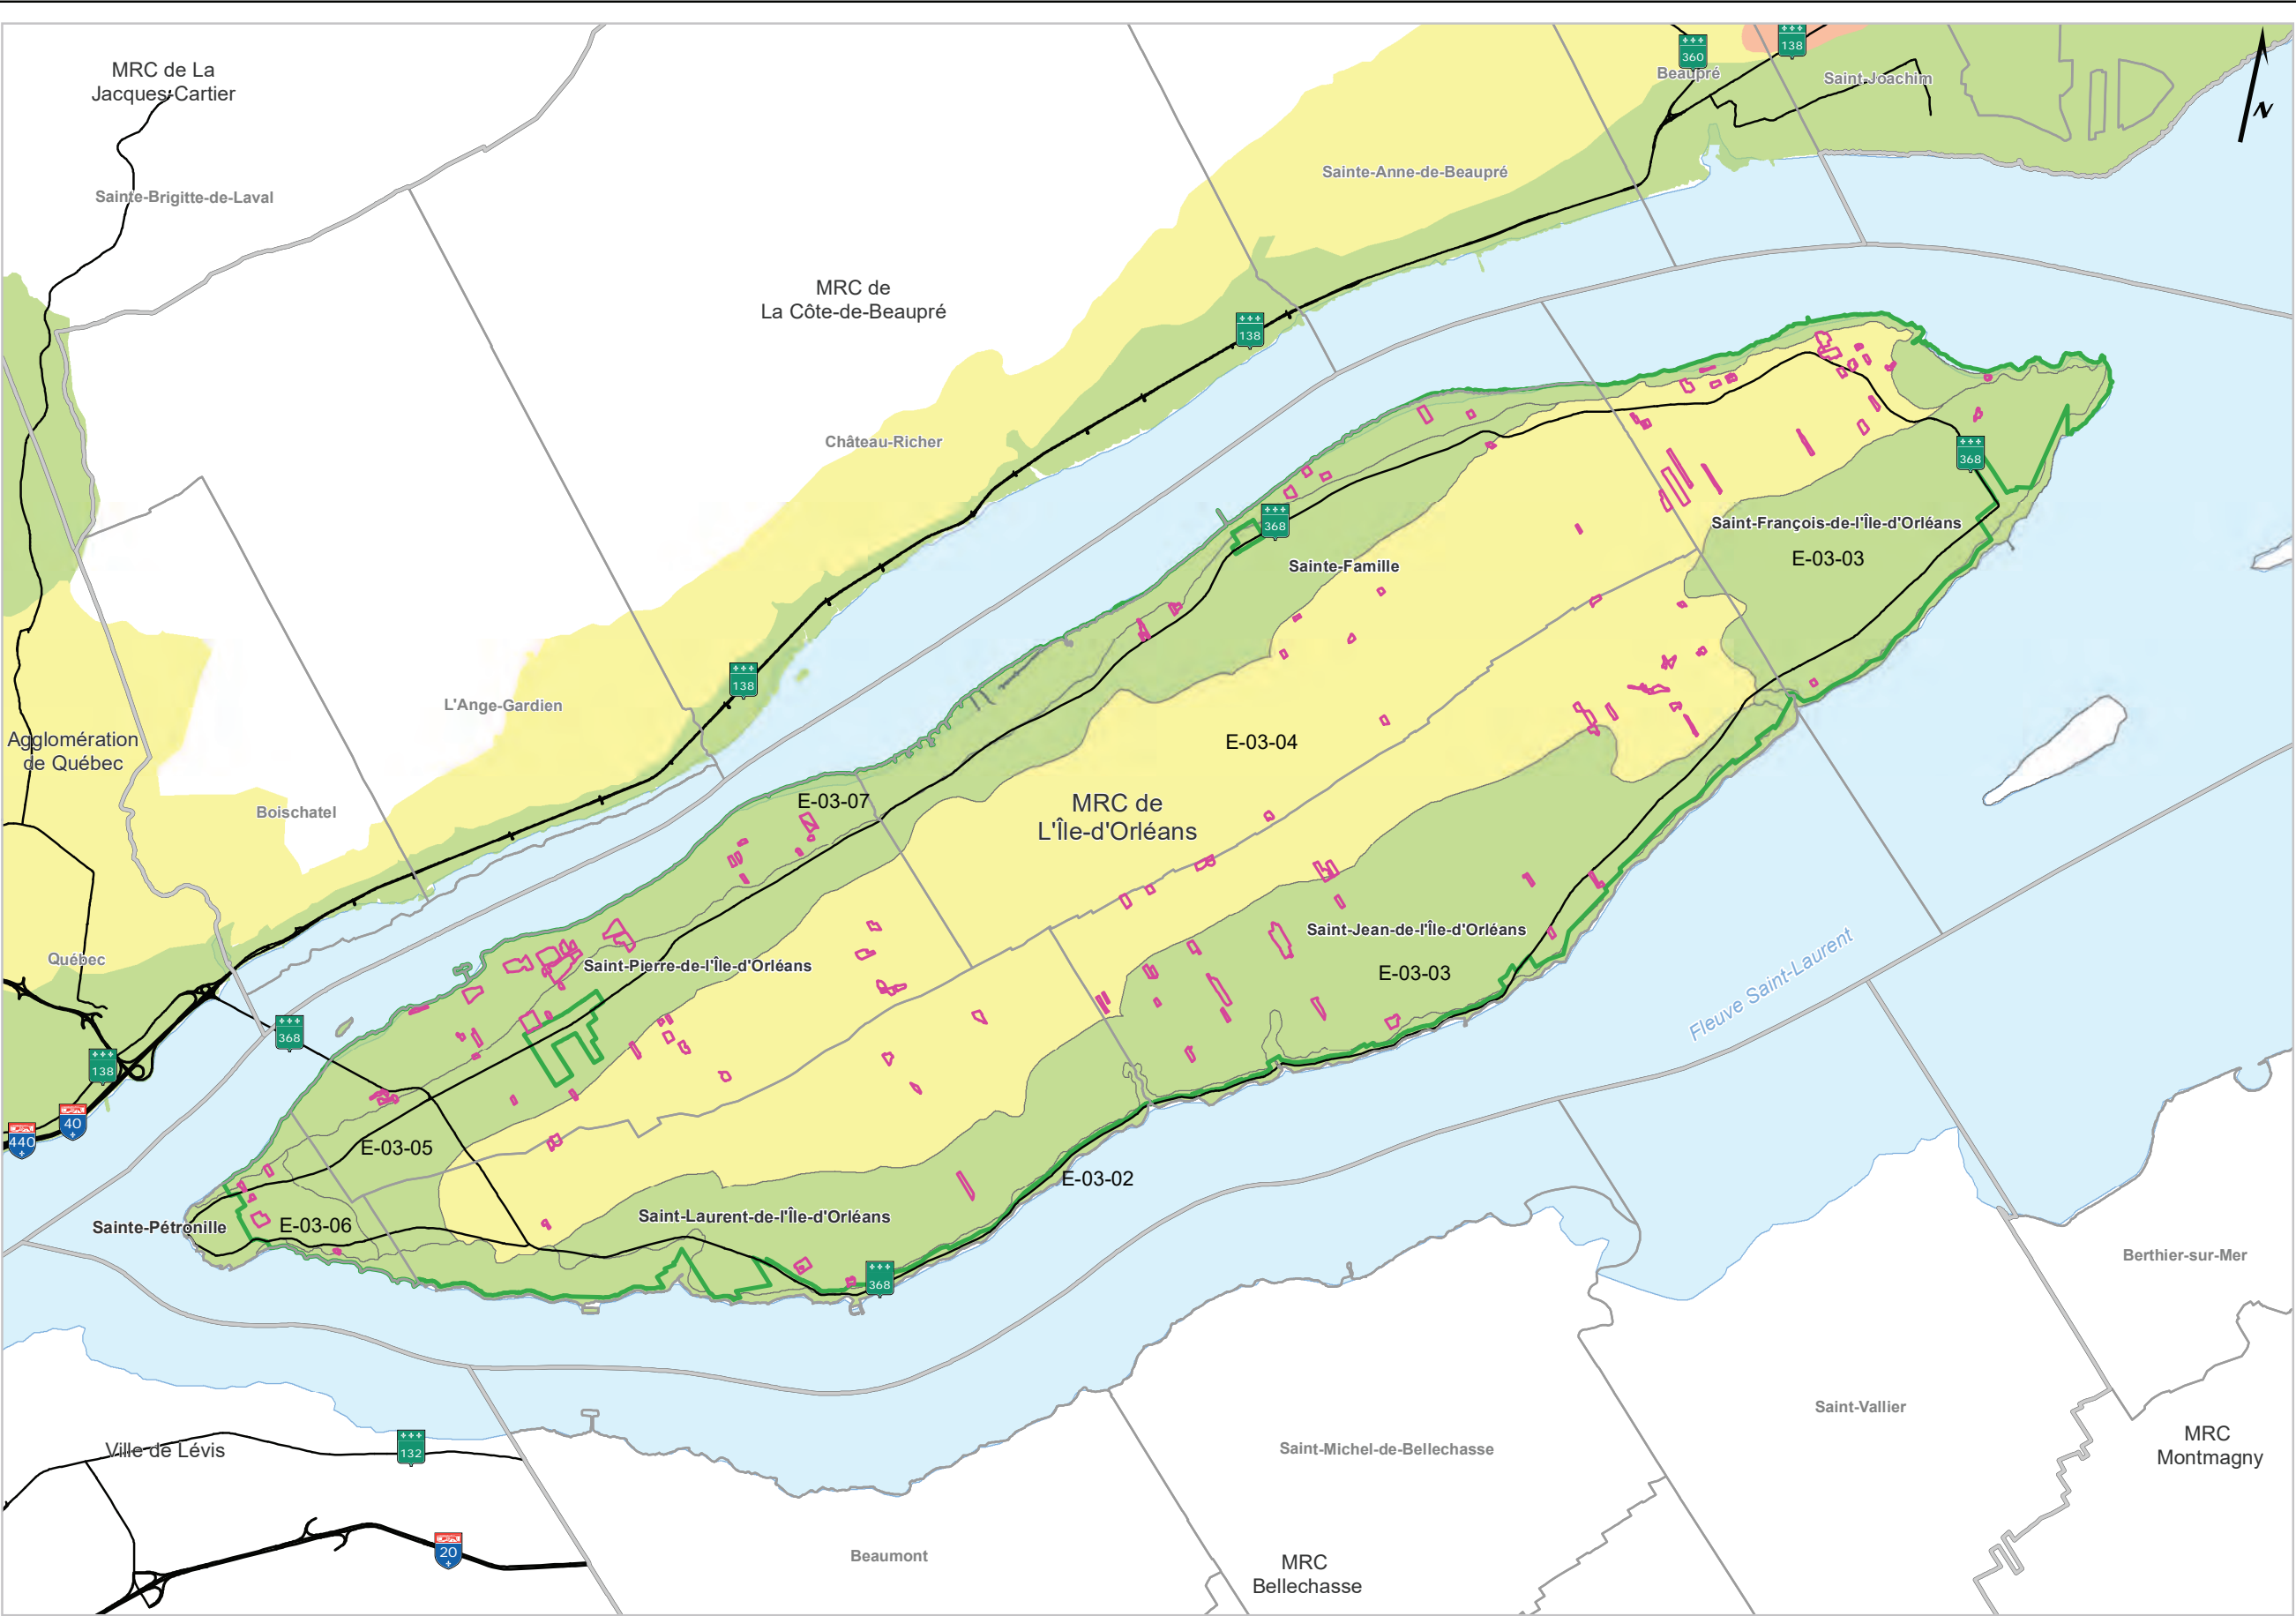 MRC de La
Jacques-Cartier
Sainte-Brigitte-de-Laval
360
138
Beaupré
Saint-Joachim
N
Sainte-Anne-de-Beaupré
MRC de
La Côte-de-Beaupré
138
Château-Richer
368
368
Saint-François-de-l'Île-d'Orléans
E-03-03
Sainte-Famille
138
L'Ange-Gardien
Agglomération
de Québec
E-03-04
Boischatel
E-03-07
MRC de
L'Île-d'Orléans
Saint-Jean-de-l'Île-d'Orléans
E-03-03
Québec
Saint-Pierre-de-l'Île-d'Orléans
Fleuve Saint-Laurent
368
138
40
440
E-03-05
E-03-02
Sainte-Pétronille
E-03-06
Saint-Laurent-de-l'Île-d'Orléans
368
Berthier-sur-Mer
Saint-Vallier
Ville de Lévis
132
Saint-Michel-de-Bellechasse
MRC
Montmagny
20
Beaumont
MRC
Bellechasse